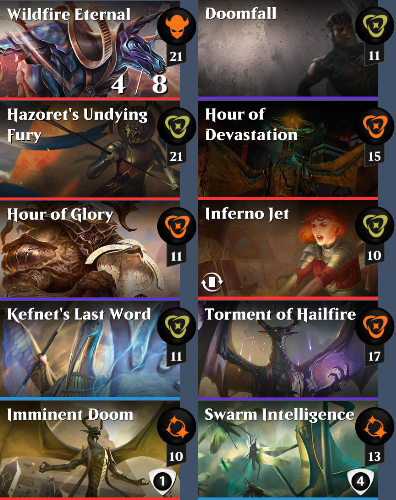 Wildfire Eternal
21
4 / 8
Doomfall
11
Hazoret's Undying
Fury
21
Hour of
Devastation
15
Hour of Glory
11
Inferno Jet
10
Kefnet's Last Word
11
Torment of Hailfire
17
Imminent Doom
10
1
Swarm Intelligence
13
4